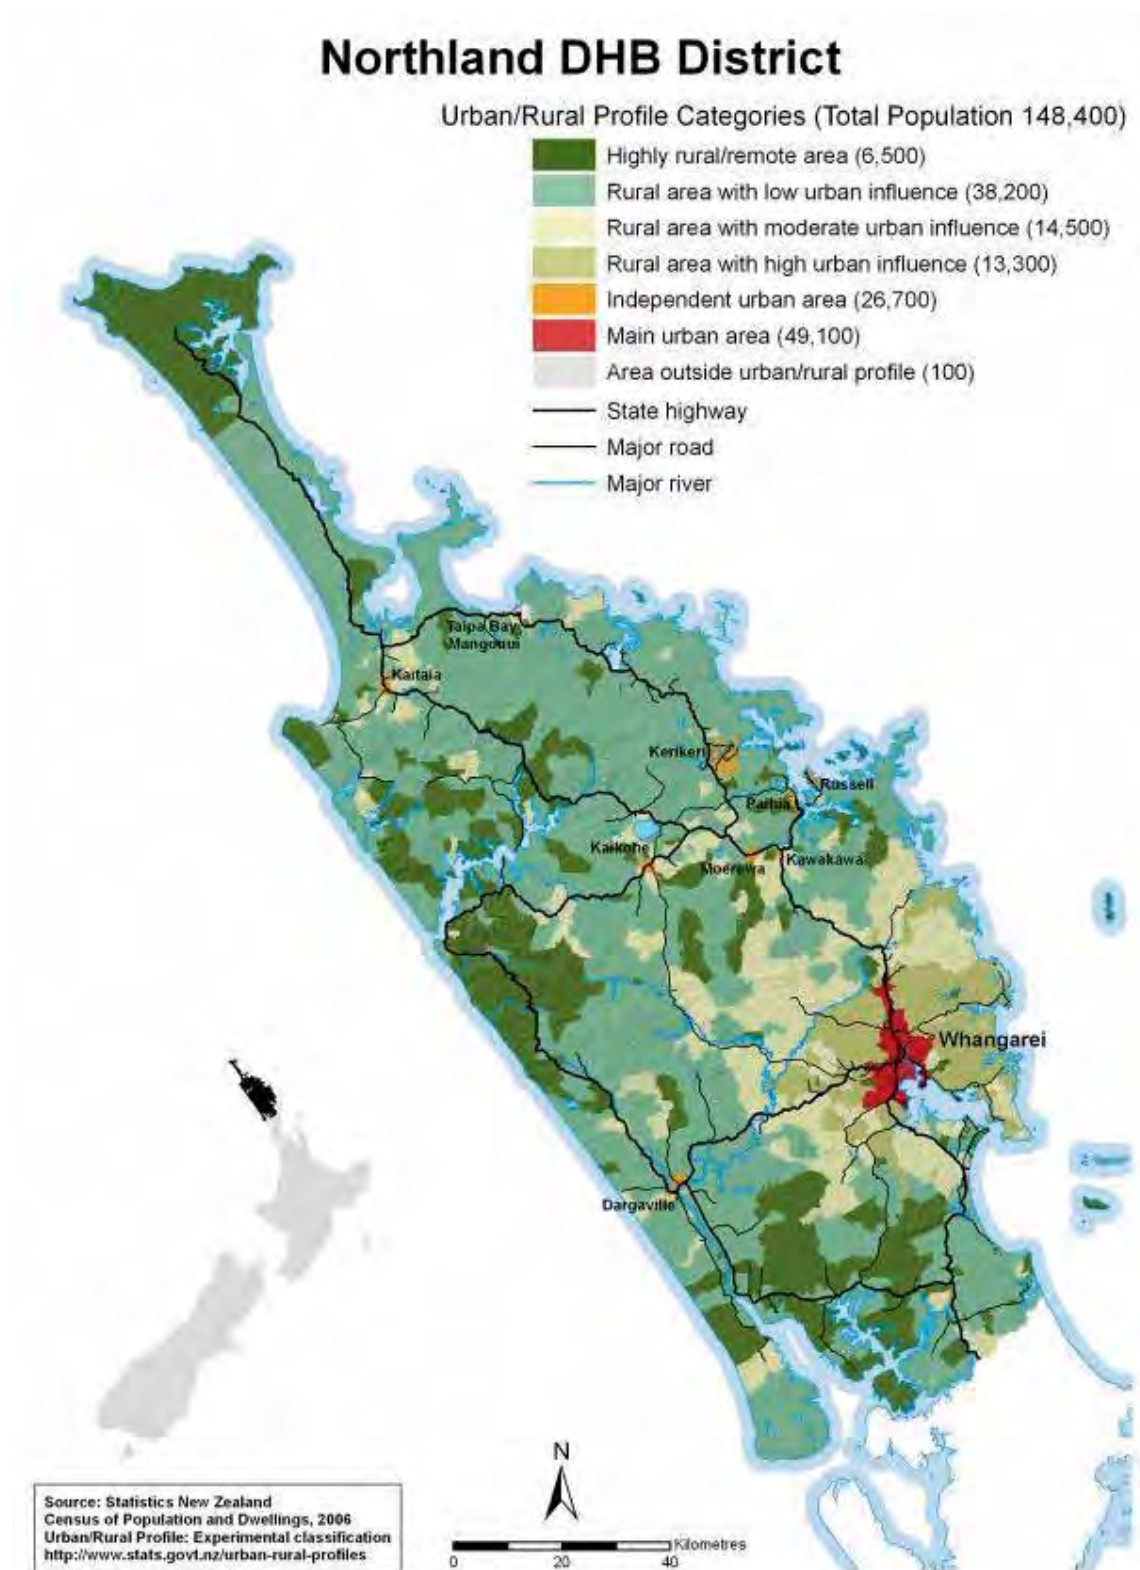 Northland DHB District
Urban/Rural Profile Categories (Total Population 148,400)
Highly rural/remote area (6,500)
Rural area with low urban influence (38,200)
Rural area with moderate urban influence (14,500)
Rural area with high urban influence (13,300)
Independent urban area (26,700)
Main urban area (49,100)
Area outside urban/rural profile (100)
State highway
Major road
Major river
Taipa Bay
Mangonui
Kaitaia
Kerikeri
Russell
Paihia
Kaikohe
Moerewa
Kawakawa
Whangarei
Dargaville
N
Kilometres
0 20 40
Source: Statistics New Zealand
Census of Population and Dwellings, 2006
Urban/Rural Profile: Experimental classification
http://www.stats.govt.nz/urban-rural-profiles